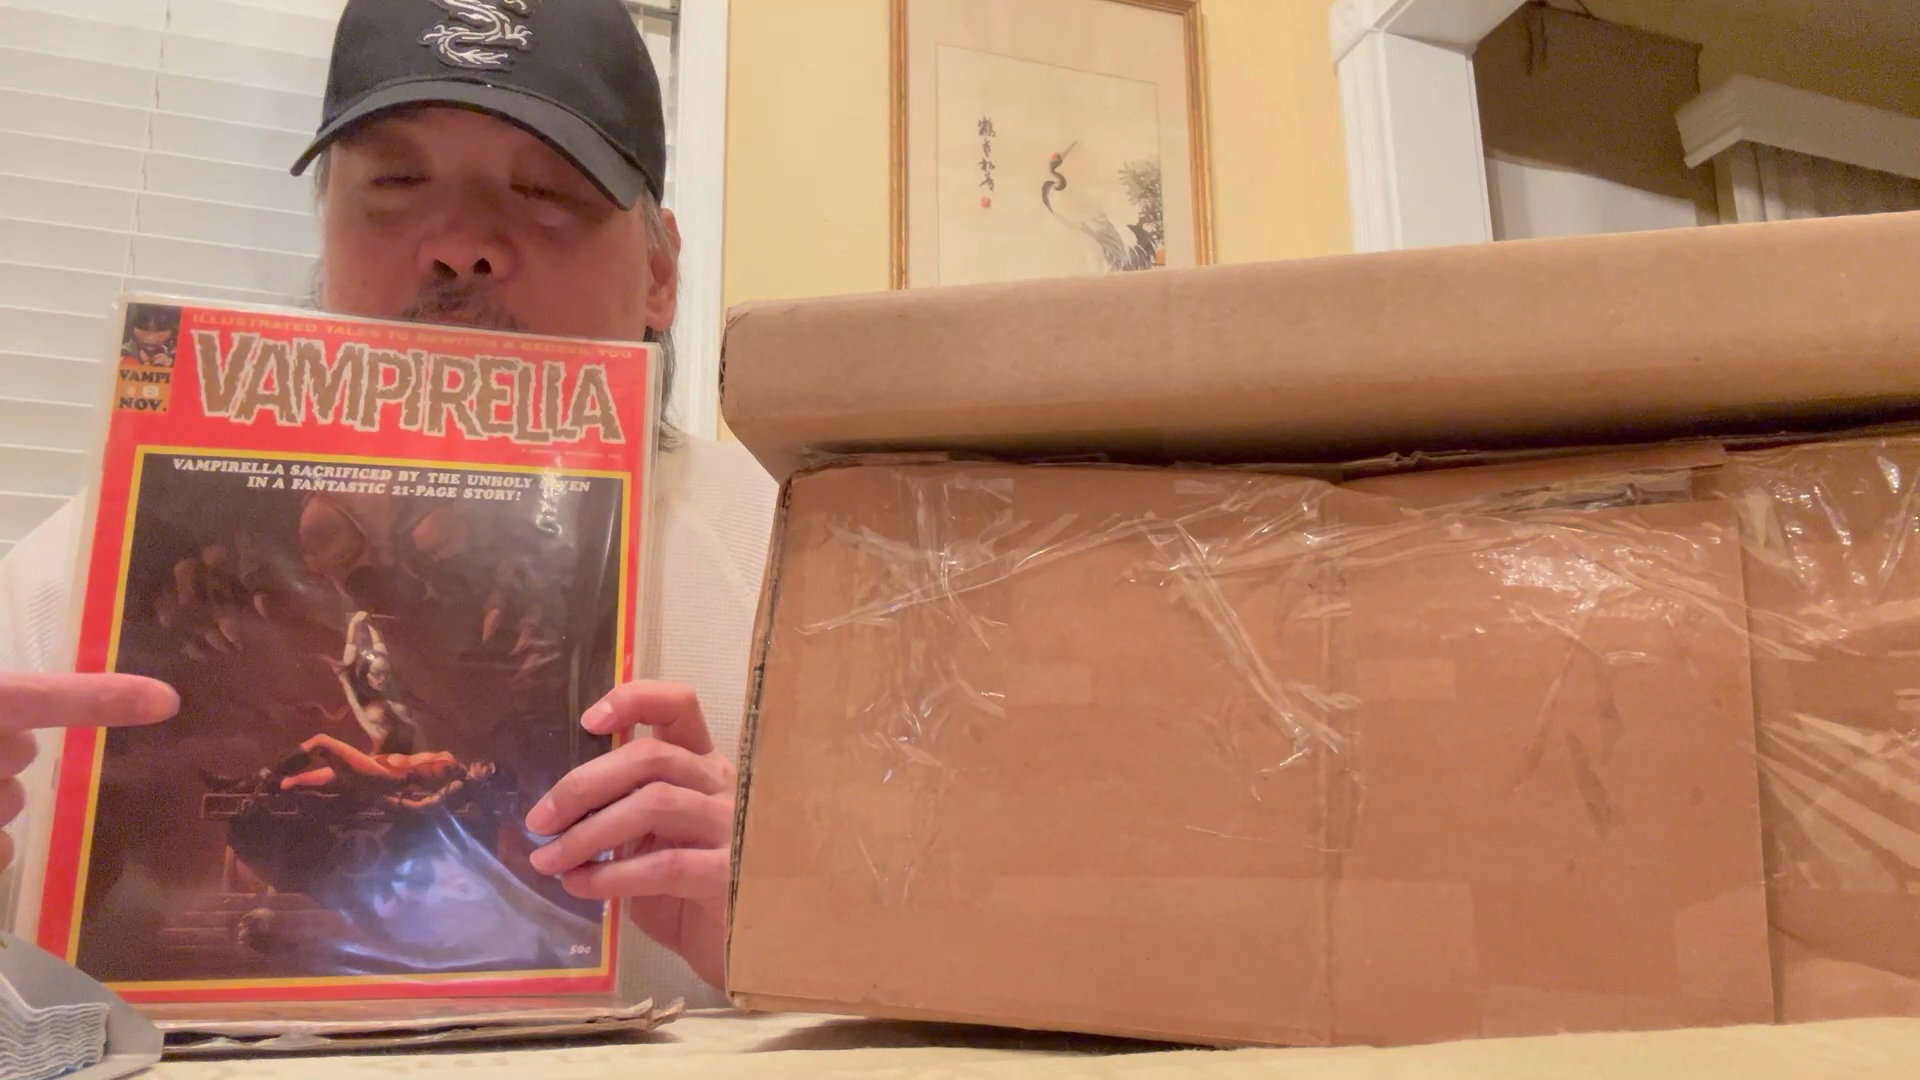 ILLUSTRATED TALES TO BEWITCH & BEDEVIL YOU
VAMPIRELLA
VAMPI
NOV.
VAMPIRELLA SACRIFICED BY THE UNHOLY
IN A FANTASTIC 21-PAGE STORY!
50¢